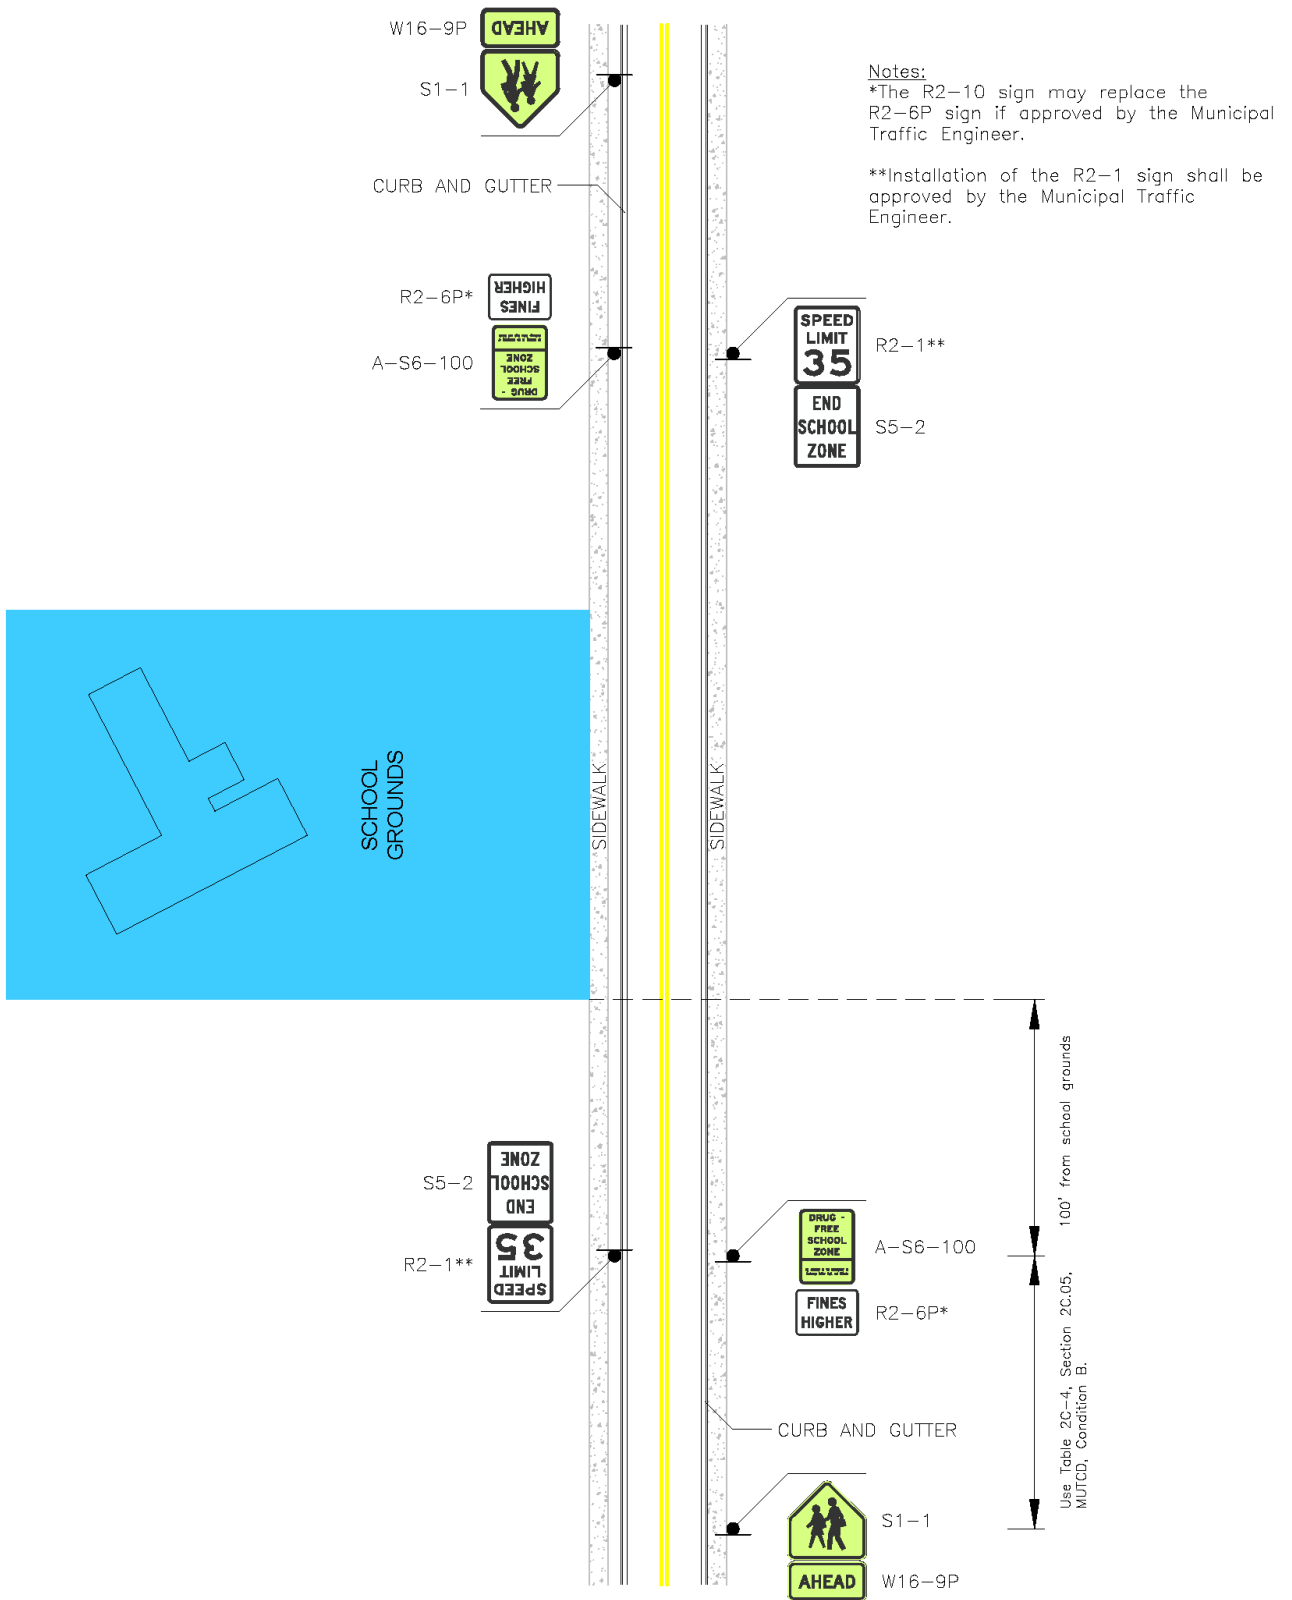 W16-9P
AHEAD
S1-1
Notes:
*The R2-10 sign may replace the
R2-6P sign if approved by the Municipal
Traffic Engineer.
**Installation of the R2-1 sign shall be
approved by the Municipal Traffic
Engineer.
CURB AND GUTTER
R2-6P*
FINES
HIGHER
A-S6-100
DRUG -
FREE
SCHOOL
ZONE
SPEED
LIMIT
35
R2-1**
END
SCHOOL
ZONE
S5-2
SCHOOL
GROUNDS
SIDEWALK
SIDEWALK
100' from school grounds
S5-2
END
SCHOOL
ZONE
R2-1**
SPEED
LIMIT
35
DRUG -
FREE
SCHOOL
ZONE
A-S6-100
FINES
HIGHER
R2-6P*
Use Table 2C-4, Section 2C.05,
MUTCD, Condition B.
CURB AND GUTTER
S1-1
AHEAD
W16-9P